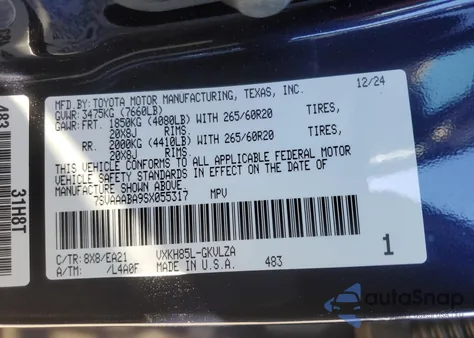 MFD.BY: TOYOTA MOTOR MANUFACTURING, TEXAS, INC. 12/24
GVWR: 3475KG (7660LB)
GAWR: FRT. 1850KG (4080LB) WITH 265/60R20 TIRES,
20X8J RIMS.
RR. 2000KG (4410LB) WITH 265/60R20 TIRES,
20X8J RIMS.
THIS VEHICLE CONFORMS TO ALL APPLICABLE FEDERAL MOTOR
VEHICLE SAFETY STANDARDS IN EFFECT ON THE DATE OF
MANUFACTURE SHOWN ABOVE.
7SVAAABA9SX055317 MPV
C/TR: 8X8/EA21 VXKH85L-GKVLZA
A/TM: /L4A0F MADE IN U.S.A. 483 1
483
31H8T
autoSnap